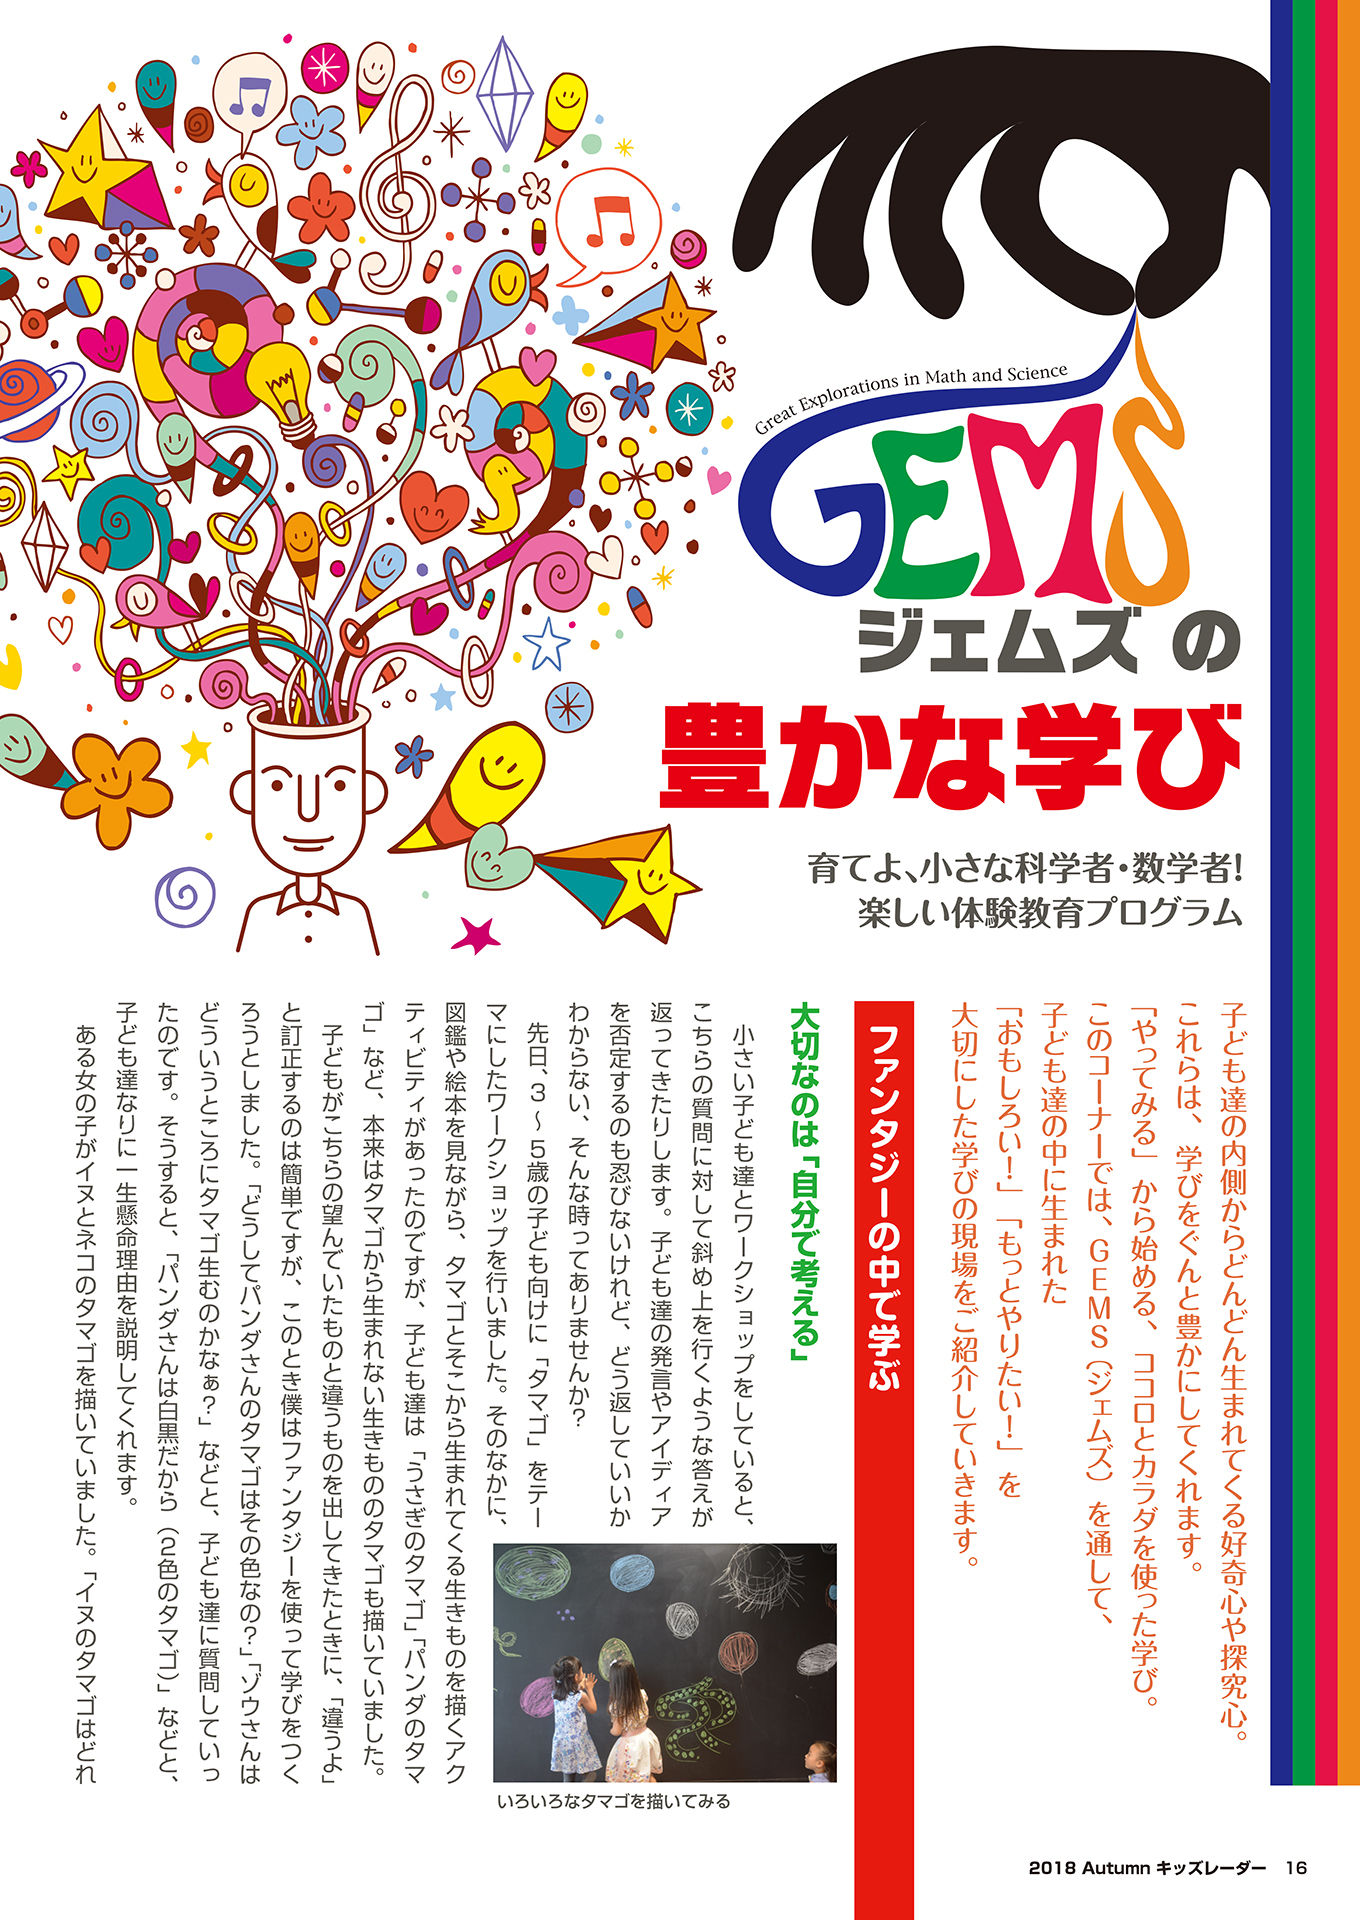 Great Explorations in Math and Science
GEMS
ジェムズ の
豊かな学び
育てよ、小さな科学者・数学者!
楽しい体験教育プログラム
子ども達の内側からどんどん生まれてくる好奇心や探究心。
これらは、学びをぐんと豊かにしてくれます。
「やってみる」から始める、ココロとカラダを使った学び。
このコーナーでは、GEMS(ジェムズ)を通して、
子ども達の中に生まれた
「おもしろい!」「もっとやりたい!」を
大切にした学びの現場をご紹介していきます。
ファンタジーの中で学ぶ
大切なのは「自分で考える」
小さい子ども達とワークショップをしていると、
こちらの質問に対して斜め上を行くような答えが
返ってきたりします。子ども達の発言やアイディア
を否定するのも忍びないけれど、どう返していいか
わからない、そんな時ってありませんか?
先日、3～5歳の子ども向けに「タマゴ」をテー
マにしたワークショップを行いました。そのなかに、
図鑑や絵本を見ながら、タマゴとそこから生まれてくる生きものを描くアク
ティビティがあったのですが、子ども達は「うさぎのタマゴ」「パンダのタマ
ゴ」など、本来はタマゴから生まれない生きもののタマゴも描いていました。
子どもがこちらの望んでいたものと違うものを出してきたときに、「違うよ」
と訂正するのは簡単ですが、このとき僕はファンタジーを使って学びをつく
ろうとしました。「どうしてパンダさんのタマゴはその色なの?」「ゾウさんは
どういうところにタマゴ生むのかなぁ?」などと、子ども達に質問していっ
たのです。そうすると、「パンダさんは白黒だから(2色のタマゴ)」などと、
子ども達なりに一生懸命理由を説明してくれます。
ある女の子がイヌとネコのタマゴを描いていました。「イヌのタマゴはどれ
いろいろなタマゴを描いてみる
2018 Autumn キッズレーダー 16